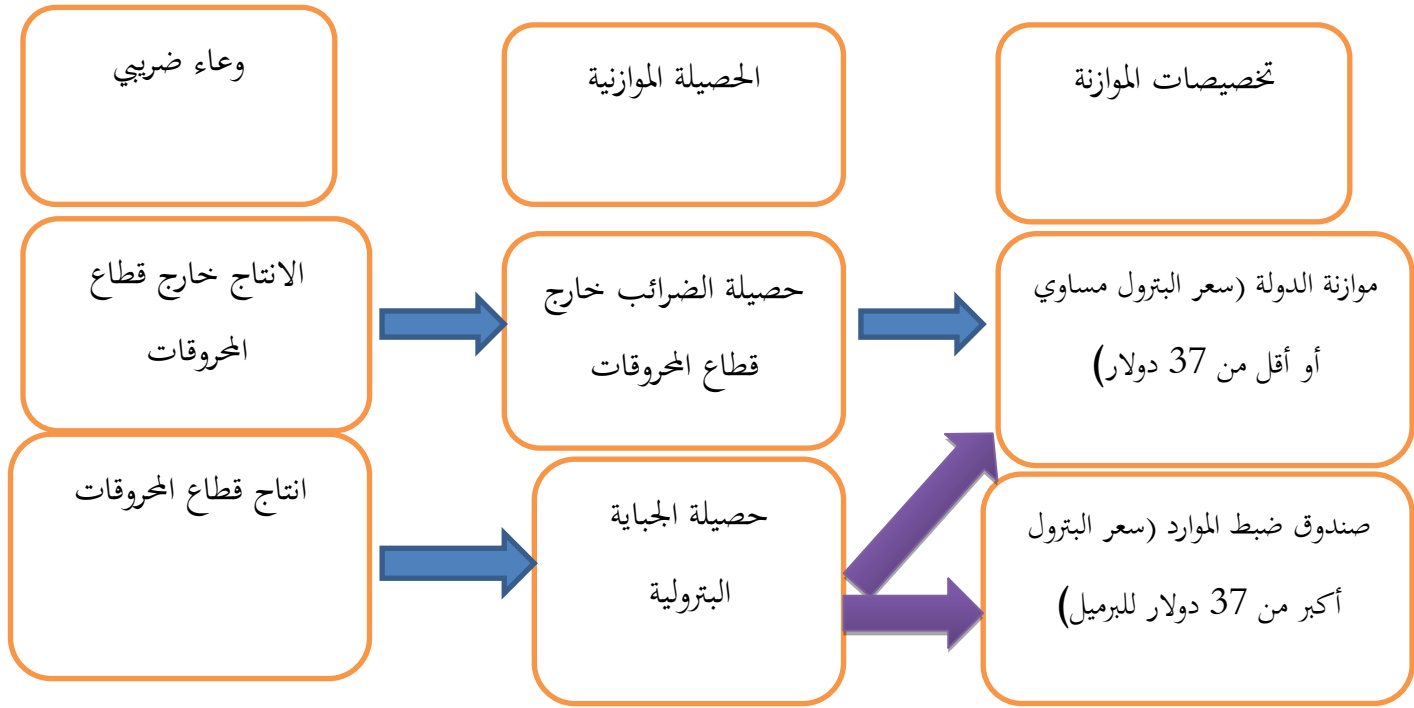 وعاء ضريبي
الحصيلة الموازنية
تخصيصات الموازنة
الانتاج خارج قطاع
المحروقات
حصيلة الضرائب خارج
قطاع المحروقات
موازنة الدولة (سعر البترول مساوي
أو أقل من 37 دولار)
انتاج قطاع المحروقات
حصيلة الجباية
البترولية
صندوق ضبط الموارد (سعر البترول
أكبر من 37 دولار للبرميل)